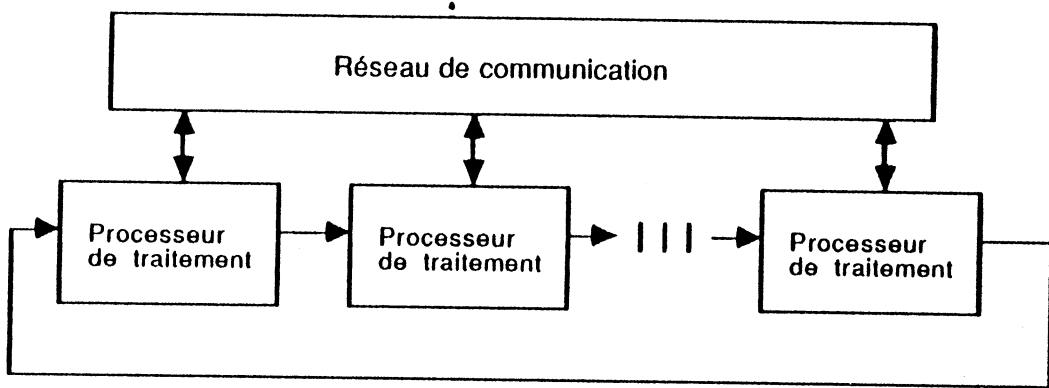 Réseau de communication
Processeur
de traitement
Processeur
de traitement
Processeur
de traitement